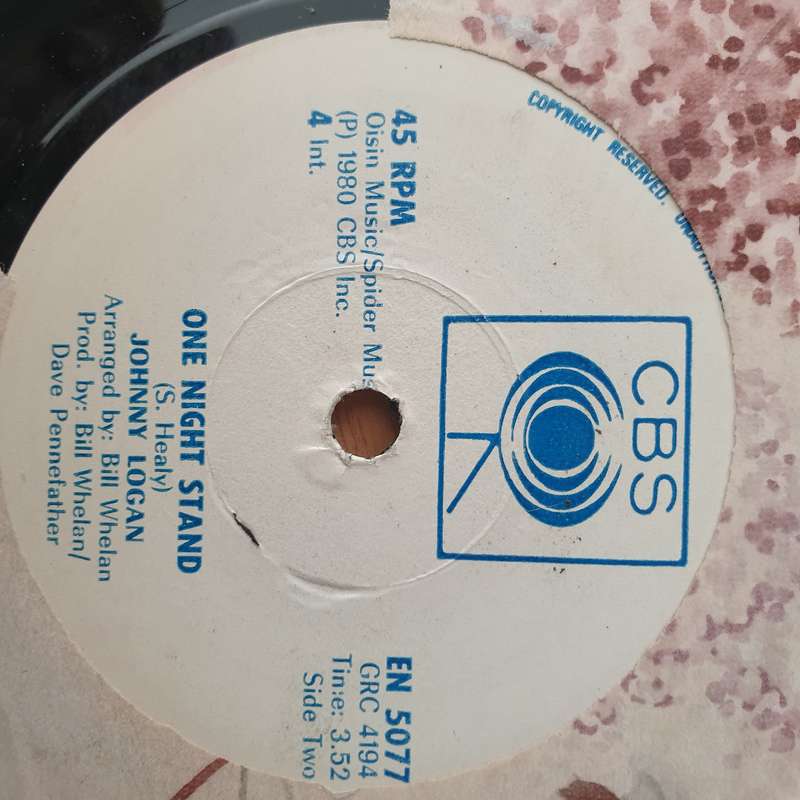 COPYRIGHT RESERVED.
CBS
45 RPM
Oisin Music/Spider Mus
(P) 1980 CBS Inc.
4 Int.
EN 5077
GRC 4194
Time: 3.52
Side Two
ONE NIGHT STAND
(S. Healy)
JOHNNY LOGAN
Arranged by: Bill Whelan
Prod. by: Bill Whelan/
Dave Pennefather